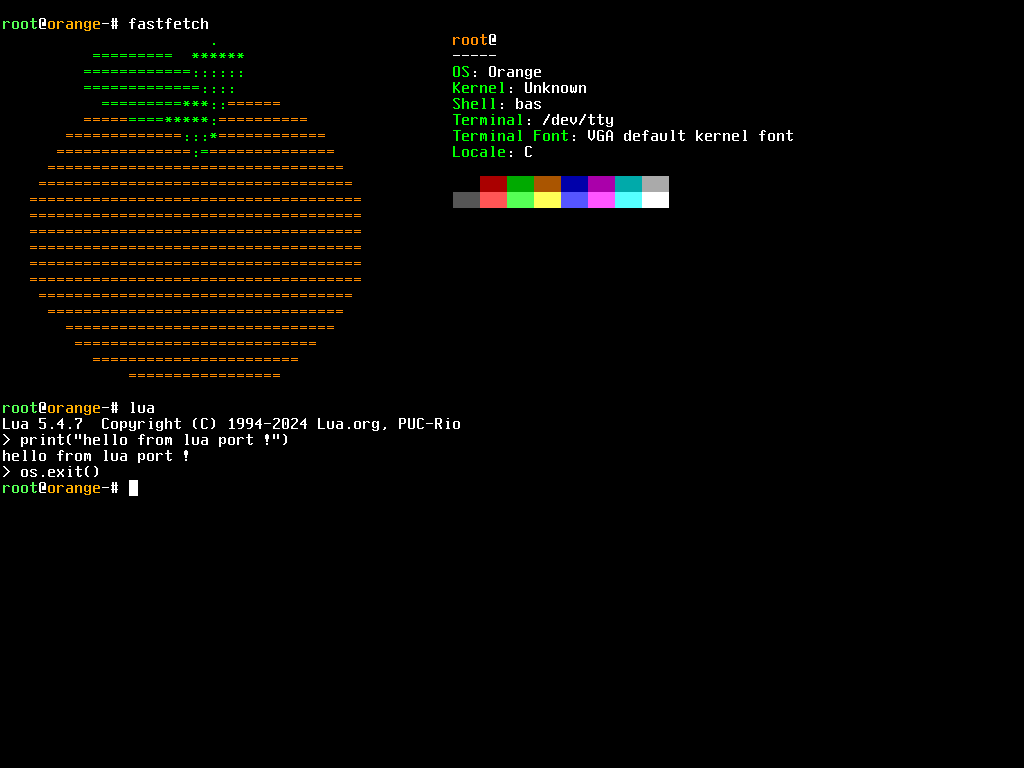 root@orange-# fastfetch
root@
-----
OS: Orange
Kernel: Unknown
Shell: bas
Terminal: /dev/tty
Terminal Font: VGA default kernel font
Locale: C
root@orange-# lua
Lua 5.4.7  Copyright (C) 1994-2024 Lua.org, PUC-Rio
> print("hello from lua port !")
hello from lua port !
> os.exit()
root@orange-#